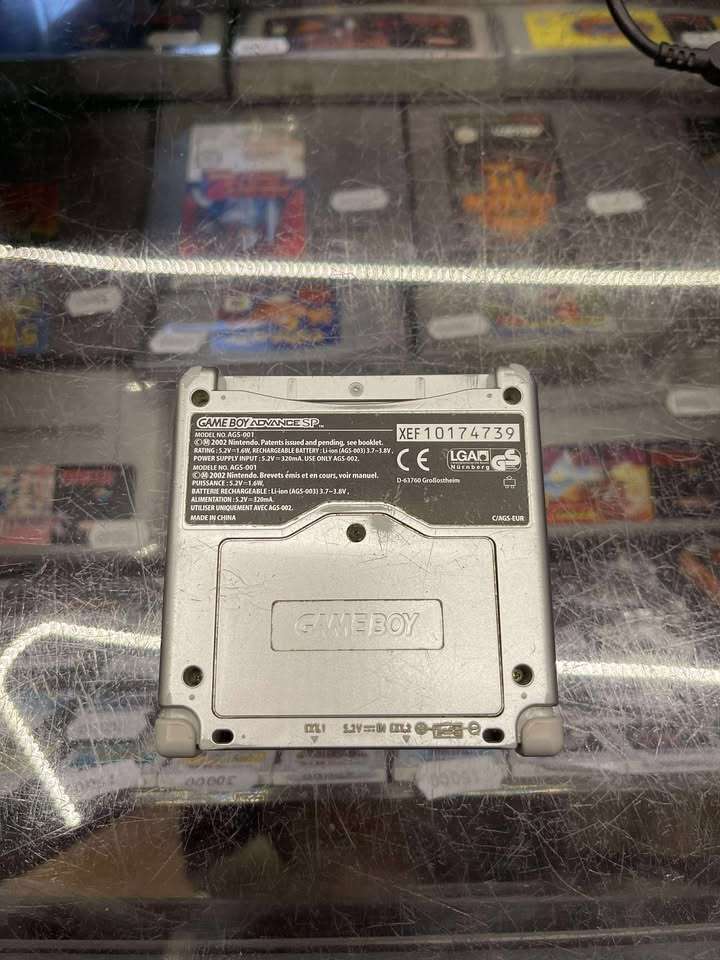 GAME BOY ADVANCE SP™
MODEL NO. AGS-001
©Ⓜ 2002 Nintendo. Patents issued and pending, see booklet.
RATING : 5.2V⎓1.6W, RECHARGEABLE BATTERY : Li-ion (AGS-003) 3.7~3.8V .
POWER SUPPLY INPUT : 5.2V⎓320mA. USE ONLY AGS-002.
MODELE NO. AGS-001
©Ⓜ 2002 Nintendo. Brevets émis et en cours, voir manuel.
PUISSANCE : 5.2V⎓1.6W,
BATTERIE RECHARGEABLE : Li-ion (AGS-003) 3.7~3.8V ,
ALIMENTATION : 5.2V⎓320mA.
UTILISER UNIQUEMENT AVEC AGS-002.
MADE IN CHINA
XEF10174739
CE
LGA
Nürnberg
GS
D-63760 Großostheim
C/AGS-EUR
GAME BOY
EXT.1 5.2V⎓IN EXT.2